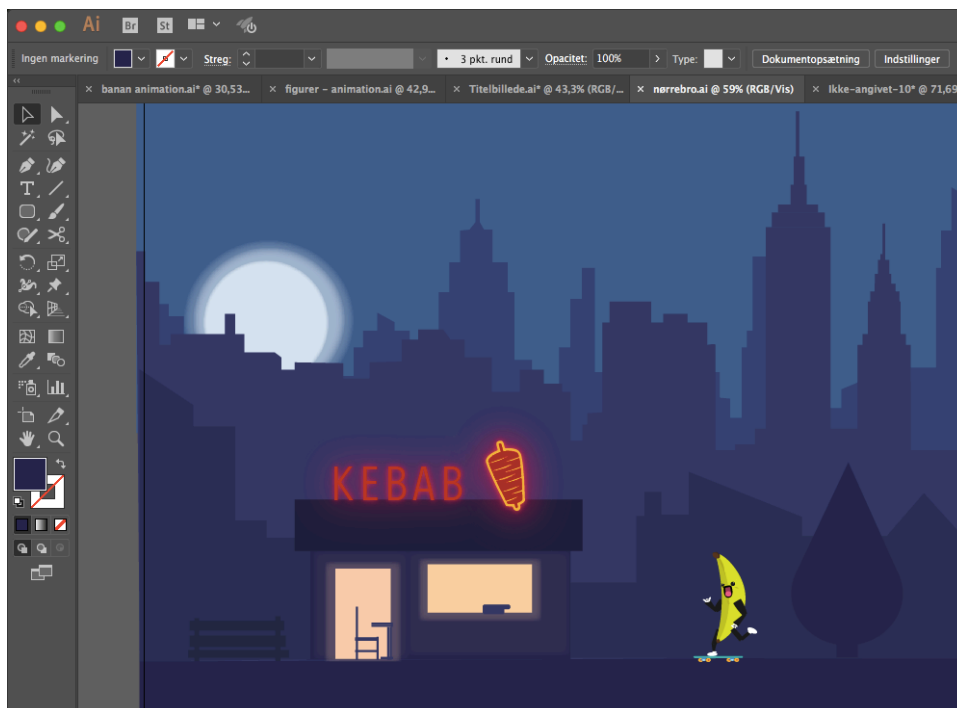 Ai Br St
Ingen markering Streg: 3 pkt. rund Opacitet: 100% Type: Dokumentopsætning Indstillinger
× banan animation.ai* @ 30,53... × figurer - animation.ai @ 42,9... × Titelbillede.ai* @ 43,3% (RGB/... × nørrebro.ai @ 59% (RGB/Vis) × Ikke-angivet-10* @ 71,69
KEBAB